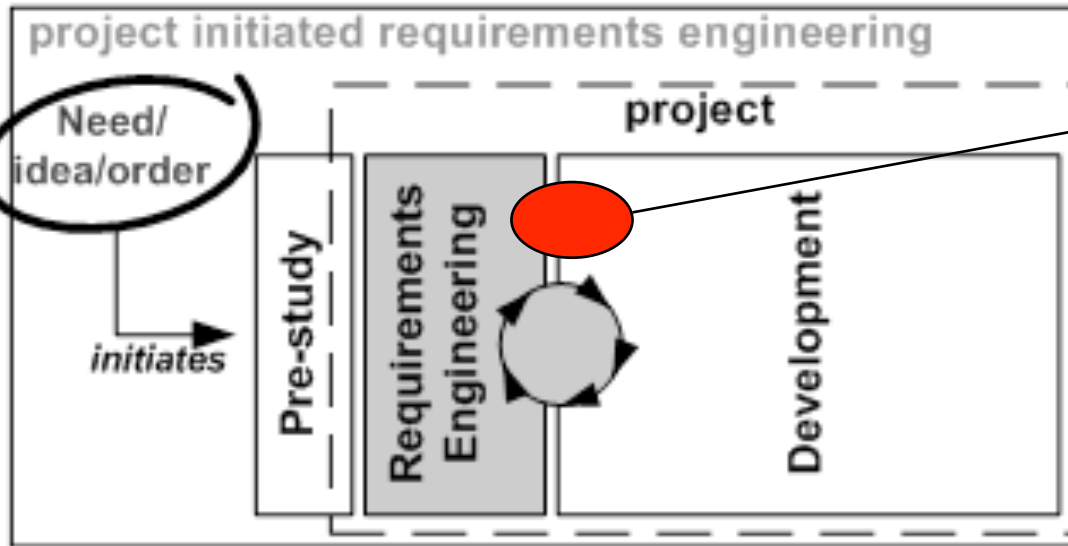 project initiated requirements engineering
project
Need/
idea/order
initiates
Pre-study
Requirements
Engineering
Development